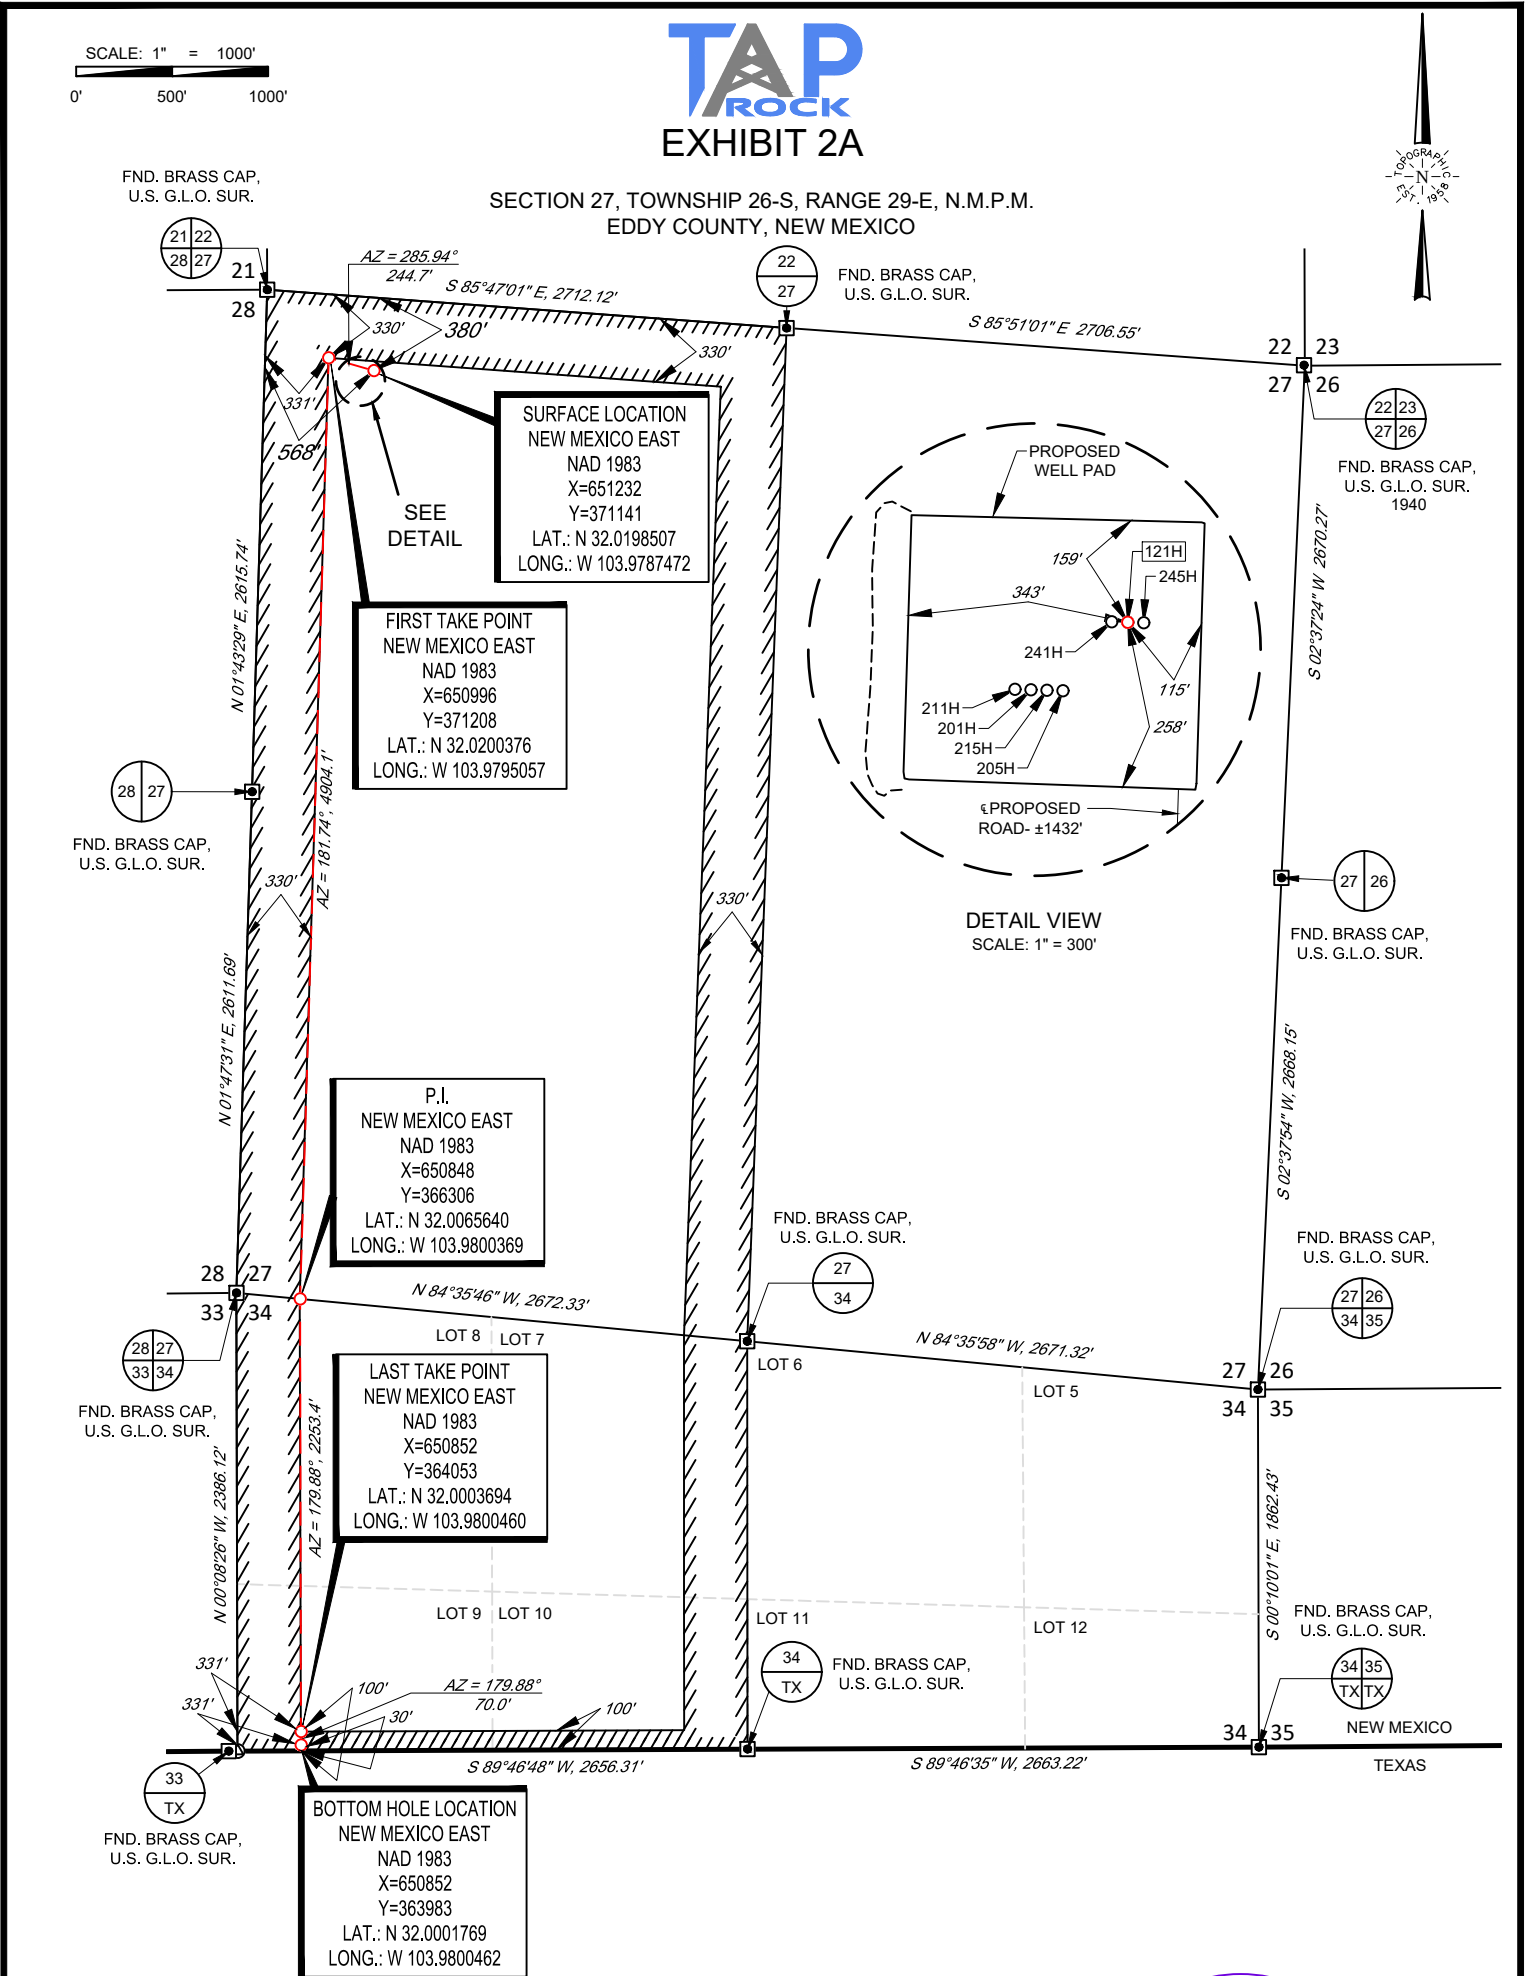 SCALE: 1" = 1000'
0' 500' 1000'
TAP
ROCK
EXHIBIT 2A
SECTION 27, TOWNSHIP 26-S, RANGE 29-E, N.M.P.M.
EDDY COUNTY, NEW MEXICO
TOPOGRAPHIC
N
EST. 1958
FND. BRASS CAP,
U.S. G.L.O. SUR.
21 22
28 27
21
28
AZ = 285.94°
244.7'
S 85°47'01" E, 2712.12'
22
27
FND. BRASS CAP,
U.S. G.L.O. SUR.
S 85°51'01" E 2706.55'
22 23
27 26
22 23
27 26
FND. BRASS CAP,
U.S. G.L.O. SUR.
1940
330'
380'
330'
331'
568'
SEE
DETAIL
SURFACE LOCATION
NEW MEXICO EAST
NAD 1983
X=651232
Y=371141
LAT.: N 32.0198507
LONG.: W 103.9787472
FIRST TAKE POINT
NEW MEXICO EAST
NAD 1983
X=650996
Y=371208
LAT.: N 32.0200376
LONG.: W 103.9795057
PROPOSED
WELL PAD
159'
121H
245H
343'
241H
115'
211H
201H
215H
205H
258'
℄PROPOSED
ROAD- ±1432'
DETAIL VIEW
SCALE: 1" = 300'
N 01°43'29" E, 2615.74'
S 02°37'24" W 2670.27'
28 27
FND. BRASS CAP,
U.S. G.L.O. SUR.
AZ = 181.74°, 4904.1'
330'
330'
27 26
FND. BRASS CAP,
U.S. G.L.O. SUR.
N 01°47'31" E, 2611.69'
S 02°37'54" W, 2668.15'
P.I.
NEW MEXICO EAST
NAD 1983
X=650848
Y=366306
LAT.: N 32.0065640
LONG.: W 103.9800369
28 27
33 34
N 84°35'46" W, 2672.33'
FND. BRASS CAP,
U.S. G.L.O. SUR.
27
34
N 84°35'58" W, 2671.32'
FND. BRASS CAP,
U.S. G.L.O. SUR.
27 26
34 35
27 26
34 35
28 27
33 34
FND. BRASS CAP,
U.S. G.L.O. SUR.
LOT 8 LOT 7
LOT 6
LOT 5
LAST TAKE POINT
NEW MEXICO EAST
NAD 1983
X=650852
Y=364053
LAT.: N 32.0003694
LONG.: W 103.9800460
N 00°08'26" W, 2386.12'
AZ = 179.88°, 2253.4'
S 00°10'01" E, 1862.43'
LOT 9 LOT 10
LOT 11
LOT 12
FND. BRASS CAP,
U.S. G.L.O. SUR.
34 35
TX TX
34
TX
FND. BRASS CAP,
U.S. G.L.O. SUR.
331'
331'
100'
30'
AZ = 179.88°
70.0'
100'
34 35
NEW MEXICO
TEXAS
S 89°46'48" W, 2656.31'
S 89°46'35" W, 2663.22'
33
TX
FND. BRASS CAP,
U.S. G.L.O. SUR.
BOTTOM HOLE LOCATION
NEW MEXICO EAST
NAD 1983
X=650852
Y=363983
LAT.: N 32.0001769
LONG.: W 103.9800462